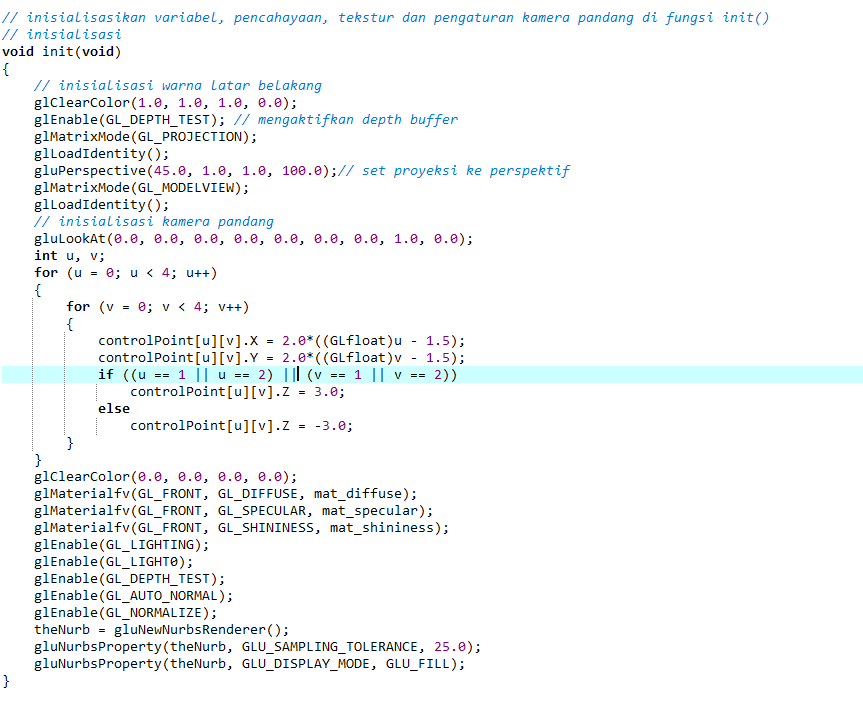 // inisialisasikan variabel, pencahayaan, tekstur dan pengaturan kamera pandang di fungsi init()
// inisialisasi
void init(void)
{
    // inisialisasi warna latar belakang
    glClearColor(1.0, 1.0, 1.0, 0.0);
    glEnable(GL_DEPTH_TEST); // mengaktifkan depth buffer
    glMatrixMode(GL_PROJECTION);
    glLoadIdentity();
    gluPerspective(45.0, 1.0, 1.0, 100.0);// set proyeksi ke perspektif
    glMatrixMode(GL_MODELVIEW);
    glLoadIdentity();
    // inisialisasi kamera pandang
    gluLookAt(0.0, 0.0, 0.0, 0.0, 0.0, 0.0, 0.0, 1.0, 0.0);
    int u, v;
    for (u = 0; u < 4; u++)
    {
        for (v = 0; v < 4; v++)
        {
            controlPoint[u][v].X = 2.0*((GLfloat)u - 1.5);
            controlPoint[u][v].Y = 2.0*((GLfloat)v - 1.5);
            if ((u == 1 || u == 2) || (v == 1 || v == 2))
                controlPoint[u][v].Z = 3.0;
            else
                controlPoint[u][v].Z = -3.0;
        }
    }
    glClearColor(0.0, 0.0, 0.0, 0.0);
    glMaterialfv(GL_FRONT, GL_DIFFUSE, mat_diffuse);
    glMaterialfv(GL_FRONT, GL_SPECULAR, mat_specular);
    glMaterialfv(GL_FRONT, GL_SHININESS, mat_shininess);
    glEnable(GL_LIGHTING);
    glEnable(GL_LIGHT0);
    glEnable(GL_DEPTH_TEST);
    glEnable(GL_AUTO_NORMAL);
    glEnable(GL_NORMALIZE);
    theNurb = gluNewNurbsRenderer();
    gluNurbsProperty(theNurb, GLU_SAMPLING_TOLERANCE, 25.0);
    gluNurbsProperty(theNurb, GLU_DISPLAY_MODE, GLU_FILL);
}